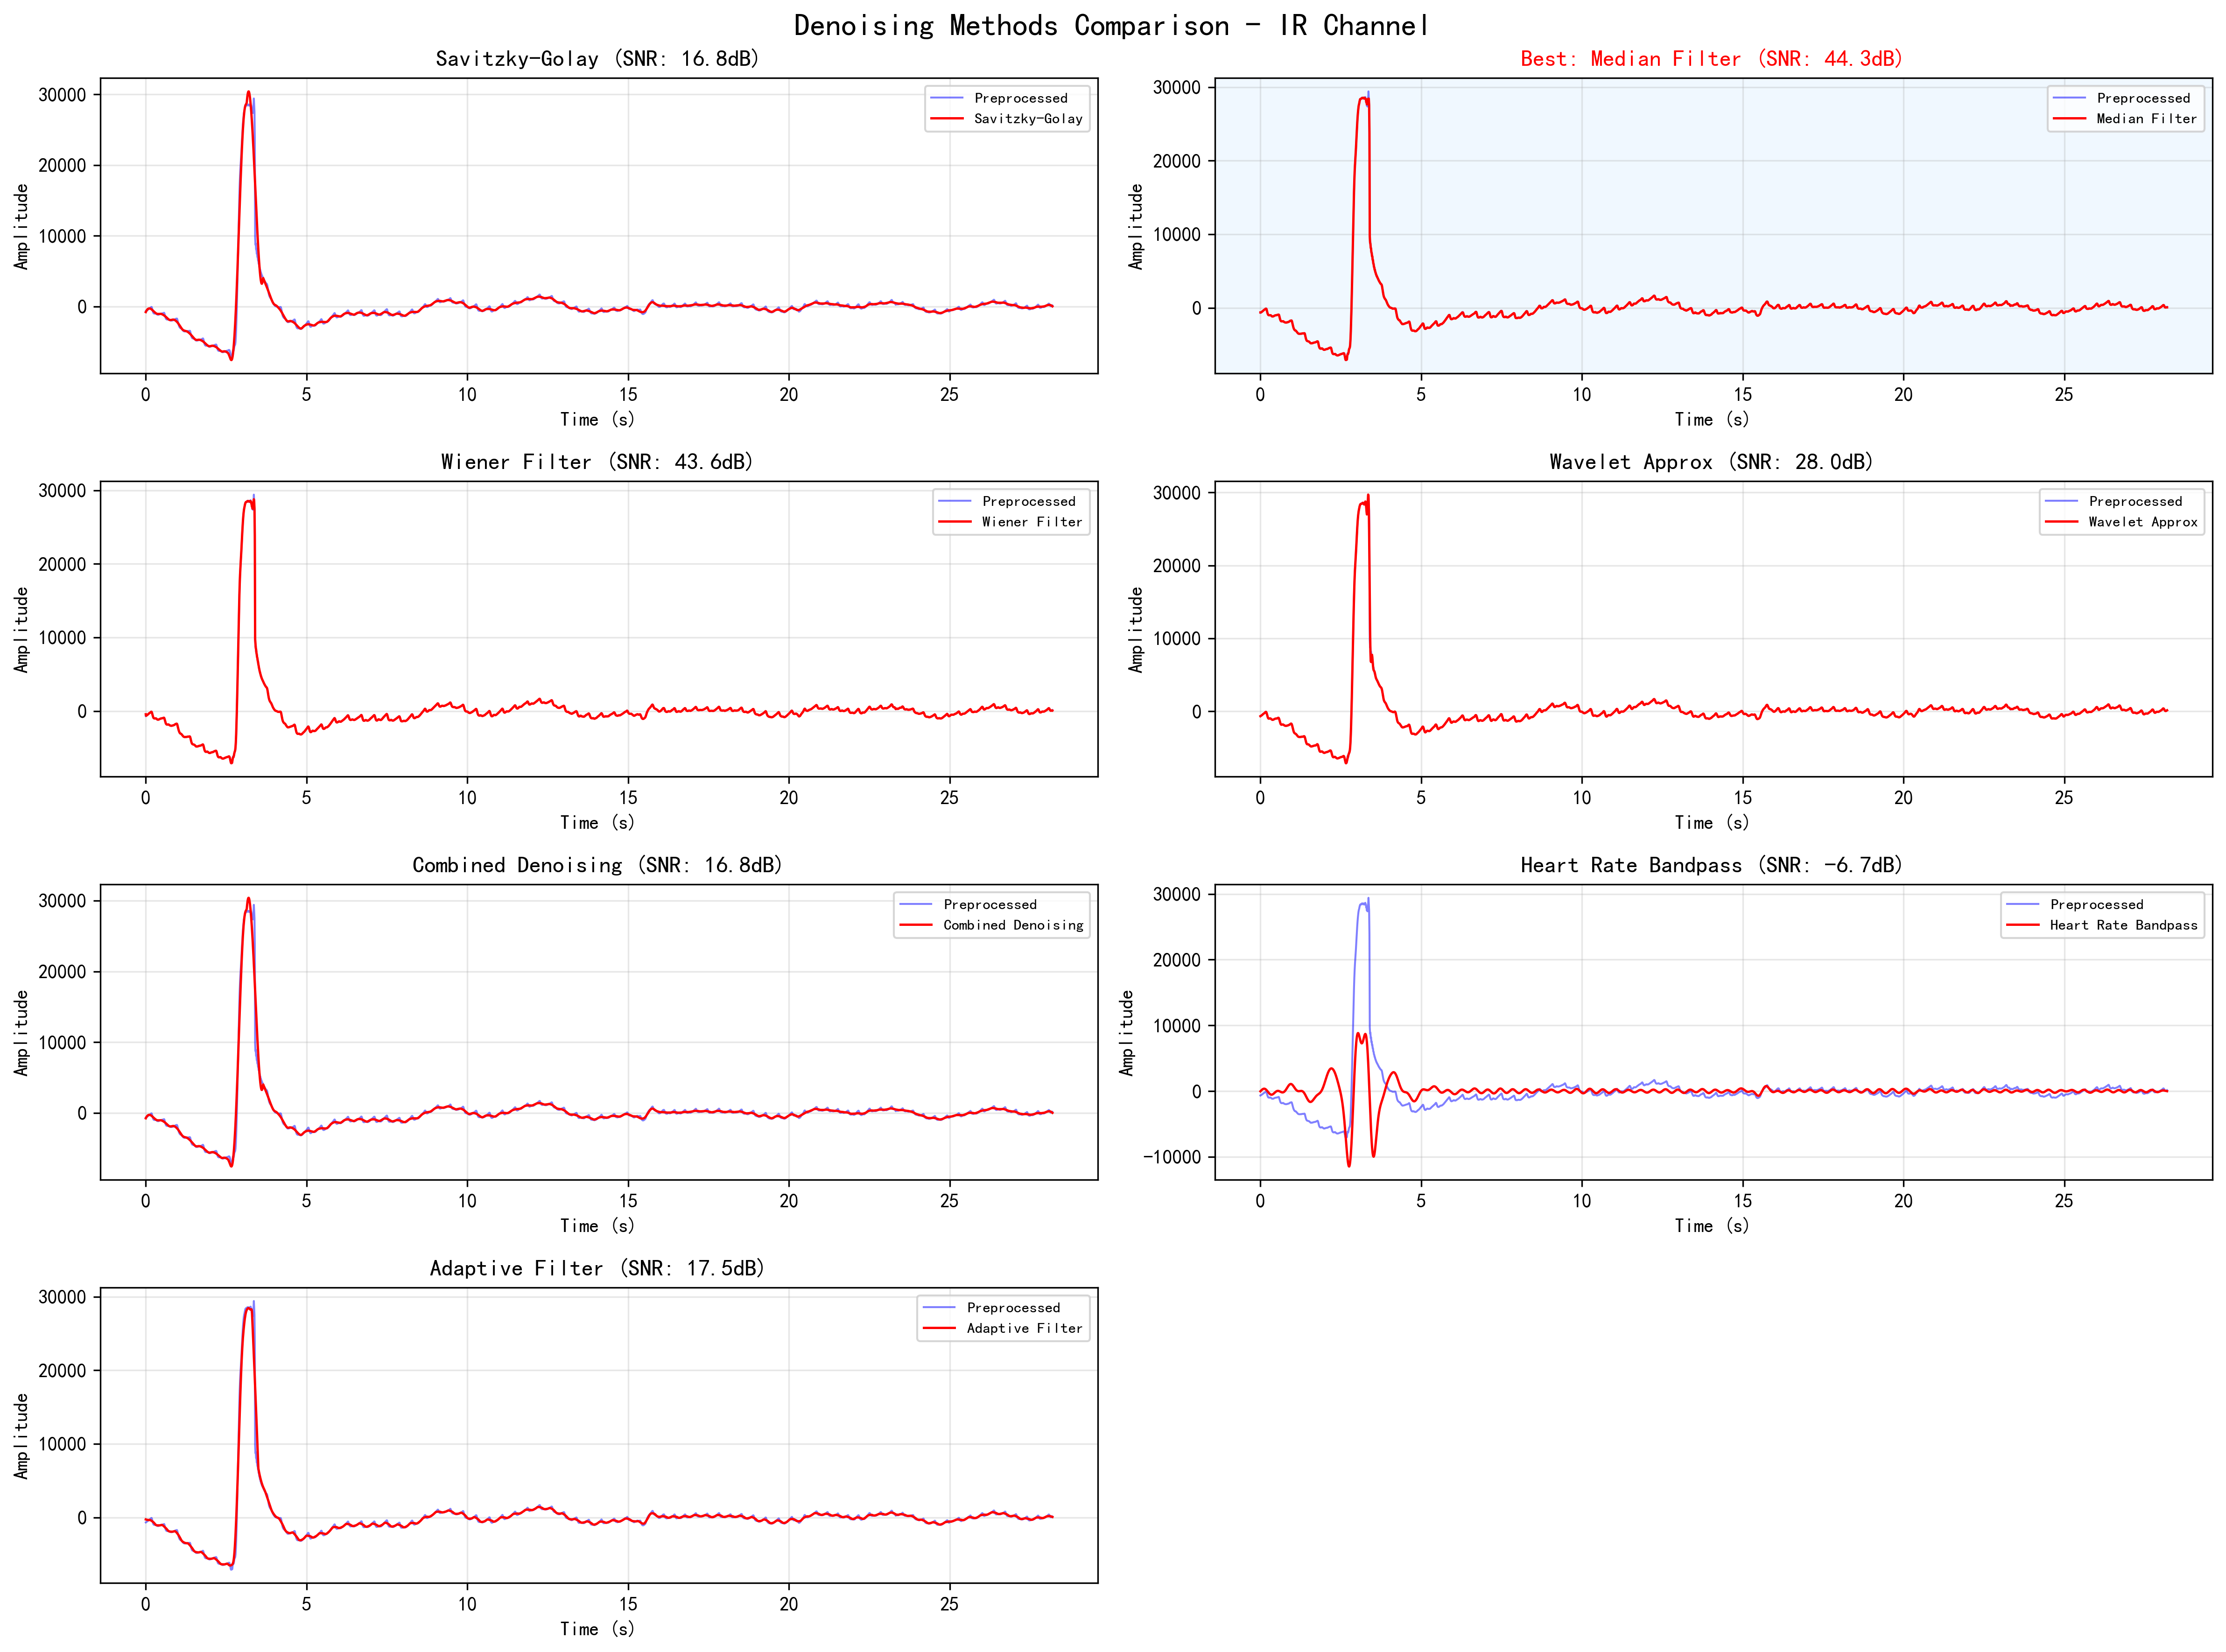 Denoising Methods Comparison - IR Channel
Savitzky-Golay (SNR: 16.8dB)
30000
20000
10000
0
Amplitude
Preprocessed
Savitzky-Golay
0 5 10 15 20 25
Time (s)
Best: Median Filter (SNR: 44.3dB)
30000
20000
10000
0
Amplitude
Preprocessed
Median Filter
0 5 10 15 20 25
Time (s)
Wiener Filter (SNR: 43.6dB)
30000
20000
10000
0
Amplitude
Preprocessed
Wiener Filter
0 5 10 15 20 25
Time (s)
Wavelet Approx (SNR: 28.0dB)
30000
20000
10000
0
Amplitude
Preprocessed
Wavelet Approx
0 5 10 15 20 25
Time (s)
Combined Denoising (SNR: 16.8dB)
30000
20000
10000
0
Amplitude
Preprocessed
Combined Denoising
0 5 10 15 20 25
Time (s)
Heart Rate Bandpass (SNR: -6.7dB)
30000
20000
10000
0
-10000
Amplitude
Preprocessed
Heart Rate Bandpass
0 5 10 15 20 25
Time (s)
Adaptive Filter (SNR: 17.5dB)
30000
20000
10000
0
Amplitude
Preprocessed
Adaptive Filter
0 5 10 15 20 25
Time (s)